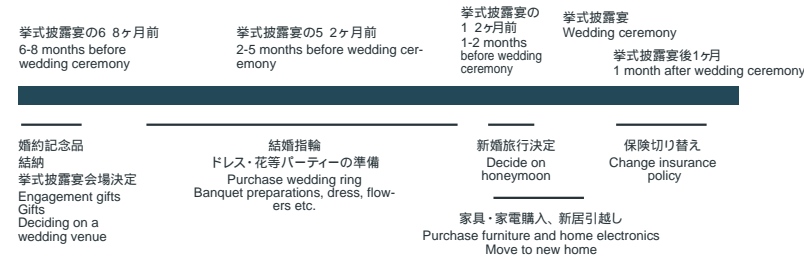 挙式披露宴の6 8ヶ月前
6-8 months before
wedding ceremony
挙式披露宴の5 2ヶ月前
2-5 months before wedding cer-
emony
挙式披露宴の
1 2ヶ月前
1-2 months
before wedding
ceremony
挙式披露宴
Wedding ceremony
挙式披露宴後1ヶ月
1 month after wedding ceremony
婚約記念品
結納
挙式披露宴会場決定
Engagement gifts
Gifts
Deciding on a
wedding venue
結婚指輪
ドレス・花等パーティーの準備
Purchase wedding ring
Banquet preparations, dress, flow-
ers etc.
新婚旅行決定
Decide on
honeymoon
保険切り替え
Change insurance
policy
家具・家電購入、新居引越し
Purchase furniture and home electronics
Move to new home